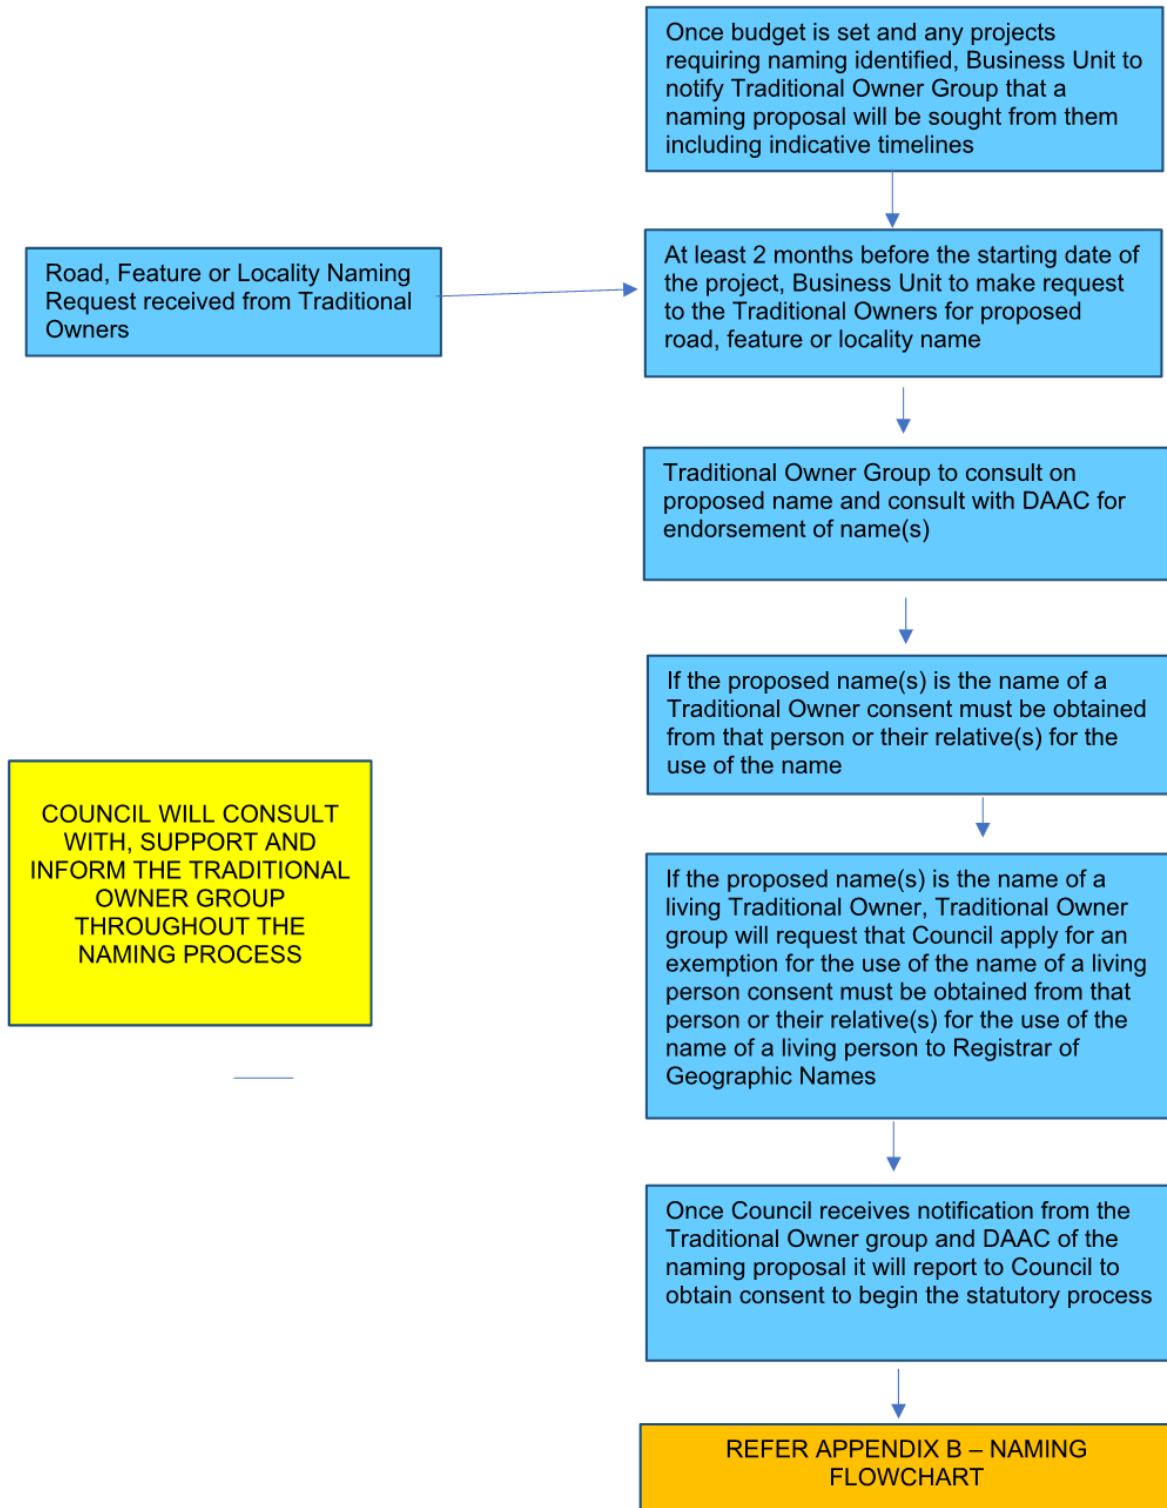 Once budget is set and any projects
requiring naming identified, Business Unit to
notify Traditional Owner Group that a
naming proposal will be sought from them
including indicative timelines
Road, Feature or Locality Naming
Request received from Traditional
Owners
At least 2 months before the starting date of
the project, Business Unit to make request
to the Traditional Owners for proposed
road, feature or locality name
Traditional Owner Group to consult on
proposed name and consult with DAAC for
endorsement of name(s)
If the proposed name(s) is the name of a
Traditional Owner consent must be obtained
from that person or their relative(s) for the
use of the name
COUNCIL WILL CONSULT
WITH, SUPPORT AND
INFORM THE TRADITIONAL
OWNER GROUP
THROUGHOUT THE
NAMING PROCESS
If the proposed name(s) is the name of a
living Traditional Owner, Traditional Owner
group will request that Council apply for an
exemption for the use of the name of a living
person consent must be obtained from that
person or their relative(s) for the use of the
name of a living person to Registrar of
Geographic Names
Once Council receives notification from the
Traditional Owner group and DAAC of the
naming proposal it will report to Council to
obtain consent to begin the statutory process
REFER APPENDIX B – NAMING
FLOWCHART